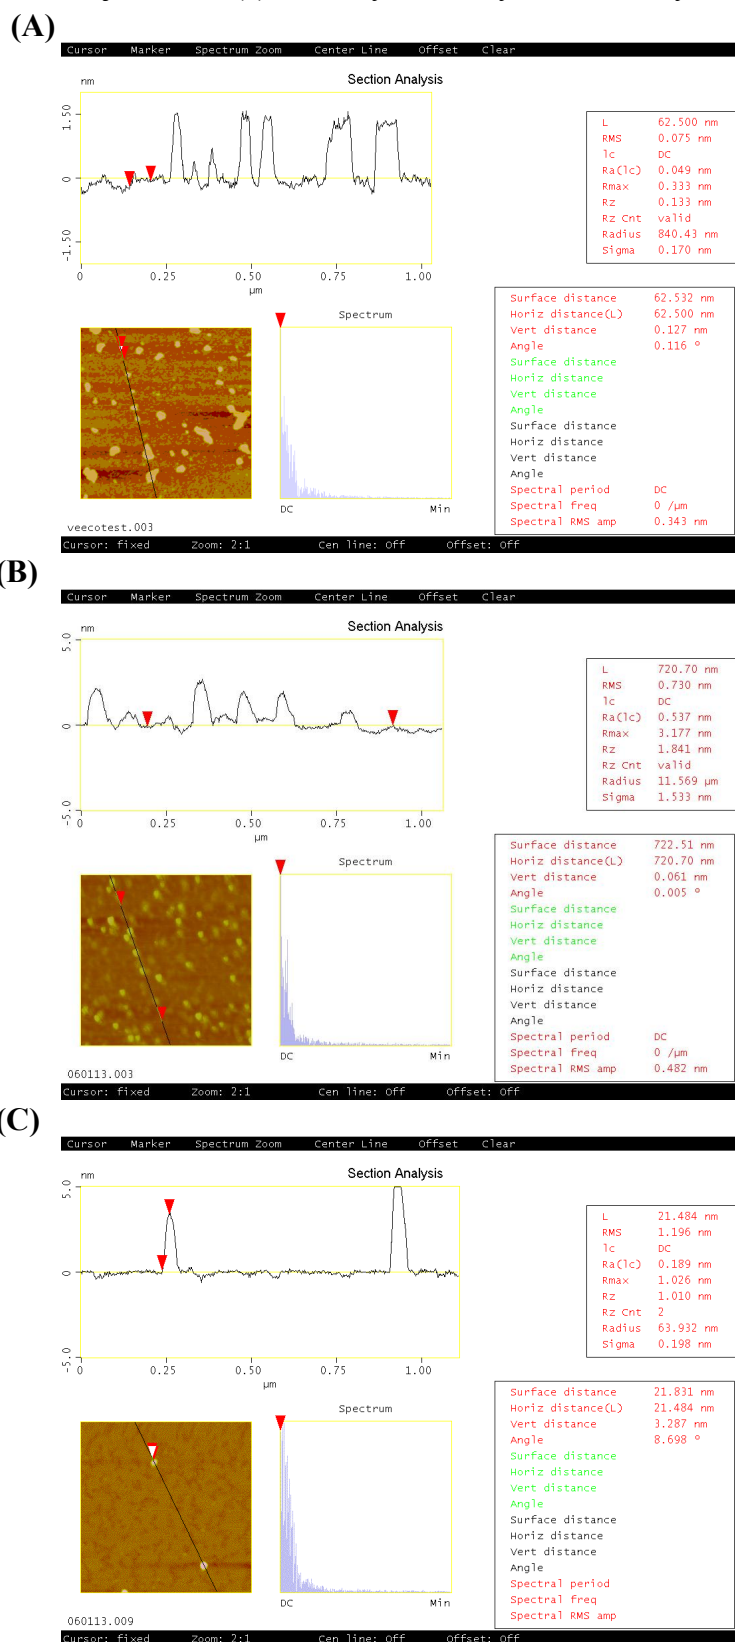 (A)
Cursor Marker Spectrum Zoom Center Line Offset Clear
Section Analysis
nm
1.50
0
-1.50
0 0.25 0.50 0.75 1.00
µm
L 62.500 nm
RMS 0.075 nm
lc DC
Ra(lc) 0.049 nm
Rmax 0.333 nm
Rz 0.133 nm
Rz Cnt valid
Radius 840.43 nm
Sigma 0.170 nm
Spectrum
DC Min
Surface distance 62.532 nm
Horiz distance(L) 62.500 nm
Vert distance 0.127 nm
Angle 0.116 °
Surface distance
Horiz distance
Vert distance
Angle
Surface distance
Horiz distance
Vert distance
Angle
Spectral period DC
Spectral freq 0 /µm
Spectral RMS amp 0.343 nm
veecotest.003
Cursor: fixed Zoom: 2:1 Cen line: Off Offset: Off
(B)
Cursor Marker Spectrum Zoom Center Line Offset Clear
Section Analysis
nm
5.0
0
-5.0
0 0.25 0.50 0.75 1.00
µm
L 720.70 nm
RMS 0.730 nm
lc DC
Ra(lc) 0.537 nm
Rmax 3.177 nm
Rz 1.841 nm
Rz Cnt valid
Radius 11.569 µm
Sigma 1.533 nm
Spectrum
DC Min
Surface distance 722.51 nm
Horiz distance(L) 720.70 nm
Vert distance 0.061 nm
Angle 0.005 °
Surface distance
Horiz distance
Vert distance
Angle
Surface distance
Horiz distance
Vert distance
Angle
Spectral period DC
Spectral freq 0 /µm
Spectral RMS amp 0.482 nm
060113.003
Cursor: fixed Zoom: 2:1 Cen line: Off Offset: Off
(C)
Cursor Marker Spectrum Zoom Center Line Offset Clear
Section Analysis
nm
5.0
0
-5.0
0 0.25 0.50 0.75 1.00
µm
L 21.484 nm
RMS 1.196 nm
lc DC
Ra(lc) 0.189 nm
Rmax 1.026 nm
Rz 1.010 nm
Rz Cnt 2
Radius 63.932 nm
Sigma 0.198 nm
Spectrum
DC Min
Surface distance 21.831 nm
Horiz distance(L) 21.484 nm
Vert distance 3.287 nm
Angle 8.698 °
Surface distance
Horiz distance
Vert distance
Angle
Surface distance
Horiz distance
Vert distance
Angle
Spectral period
Spectral freq
Spectral RMS amp
060113.009
Cursor: fixed Zoom: 2:1 Cen line: Off Offset: Off